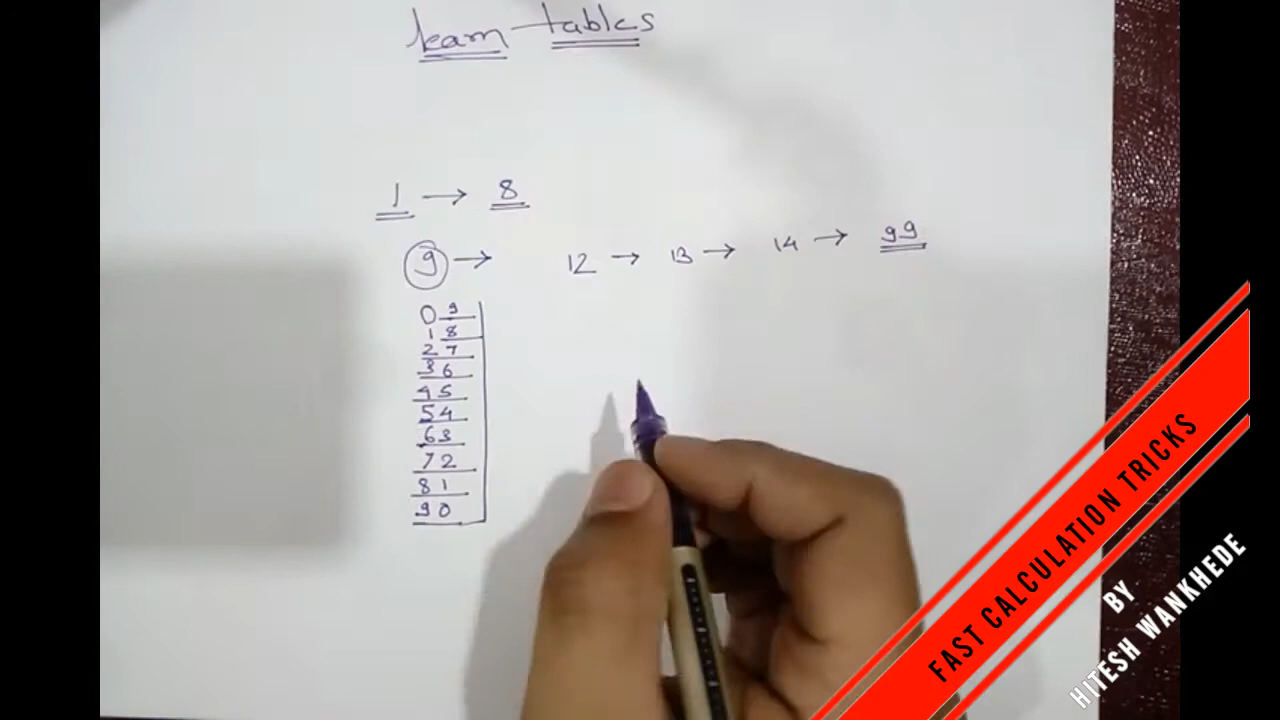 learn tables
1 → 8
9 → 12 → 13 → 14 → 99
09
18
27
36
45
54
63
72
81
90
FAST CALCULATION TRICKS
BY
HITESH WANKHEDE